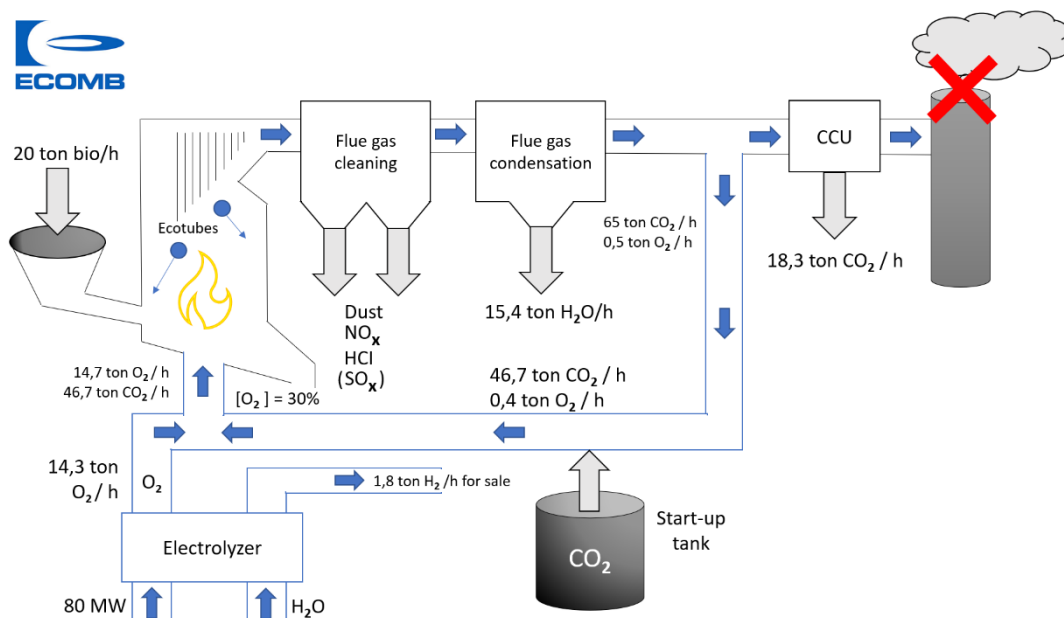 ECOMB
20 ton bio/h
Ecotubes
Flue gas
cleaning
Flue gas
condensation
CCU
65 ton CO₂ / h
0,5 ton O₂ / h
18,3 ton CO₂ / h
Dust
NOₓ
HCl
(SOₓ)
15,4 ton H₂O/h
14,7 ton O₂ / h
46,7 ton CO₂ / h
[O₂ ] = 30%
46,7 ton CO₂ / h
0,4 ton O₂ / h
14,3 ton
O₂ / h
O₂
1,8 ton H₂ /h for sale
Electrolyzer
CO₂
Start-up
tank
80 MW
H₂O